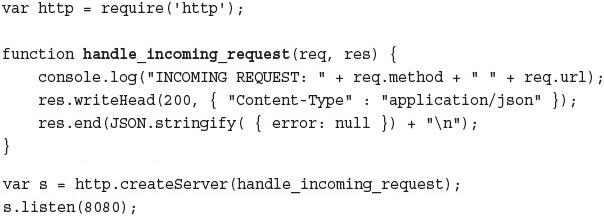 var http = require('http');
function handle_incoming_request(req, res) {
    console.log("INCOMING REQUEST: " + req.method + " " + req.url);
    res.writeHead(200, { "Content-Type" : "application/json" });
    res.end(JSON.stringify( { error: null }) + "\n");
}
var s = http.createServer(handle_incoming_request);
s.listen(8080);